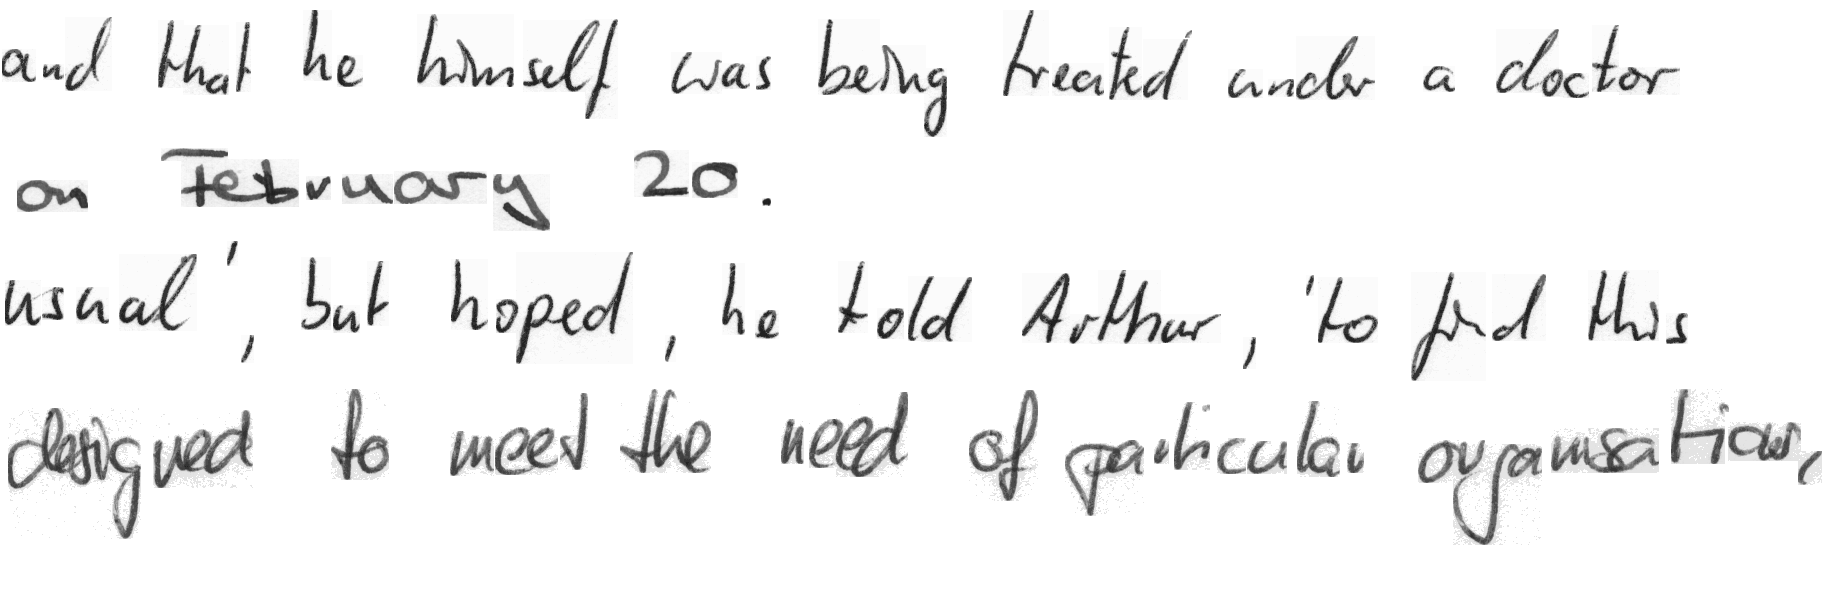 and that he himself was being treated under a doctor
on February 20.
usual', but hoped, he told Arthur, 'to find this
designed to meet the need of particular organisations,